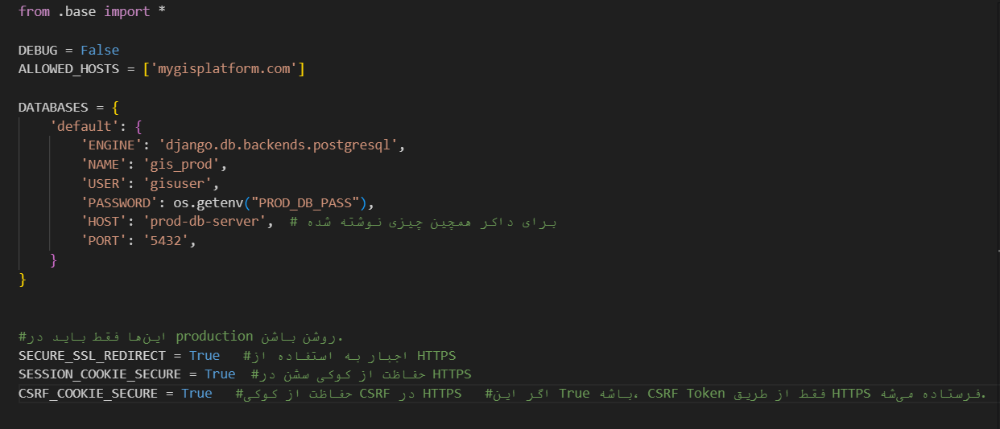 from .base import *
DEBUG = False
ALLOWED_HOSTS = ['mygisplatform.com']
DATABASES = {
    'default': {
        'ENGINE': 'django.db.backends.postgresql',
        'NAME': 'gis_prod',
        'USER': 'gisuser',
        'PASSWORD': os.getenv("PROD_DB_PASS"),
        'HOST': 'prod-db-server',  # برای داکر همچین چیزی نوشته شده
        'PORT': '5432',
    }
}
#این‌ها فقط باید در production روشن باشن.
SECURE_SSL_REDIRECT = True   #اجبار به استفاده از HTTPS
SESSION_COOKIE_SECURE = True  #حفاظت از کوکی سشن در HTTPS
CSRF_COOKIE_SECURE = True   #حفاظت از کوکی CSRF در HTTPS   #اگر این True باشه، CSRF Token فقط از طریق HTTPS فرستاده می‌شه.